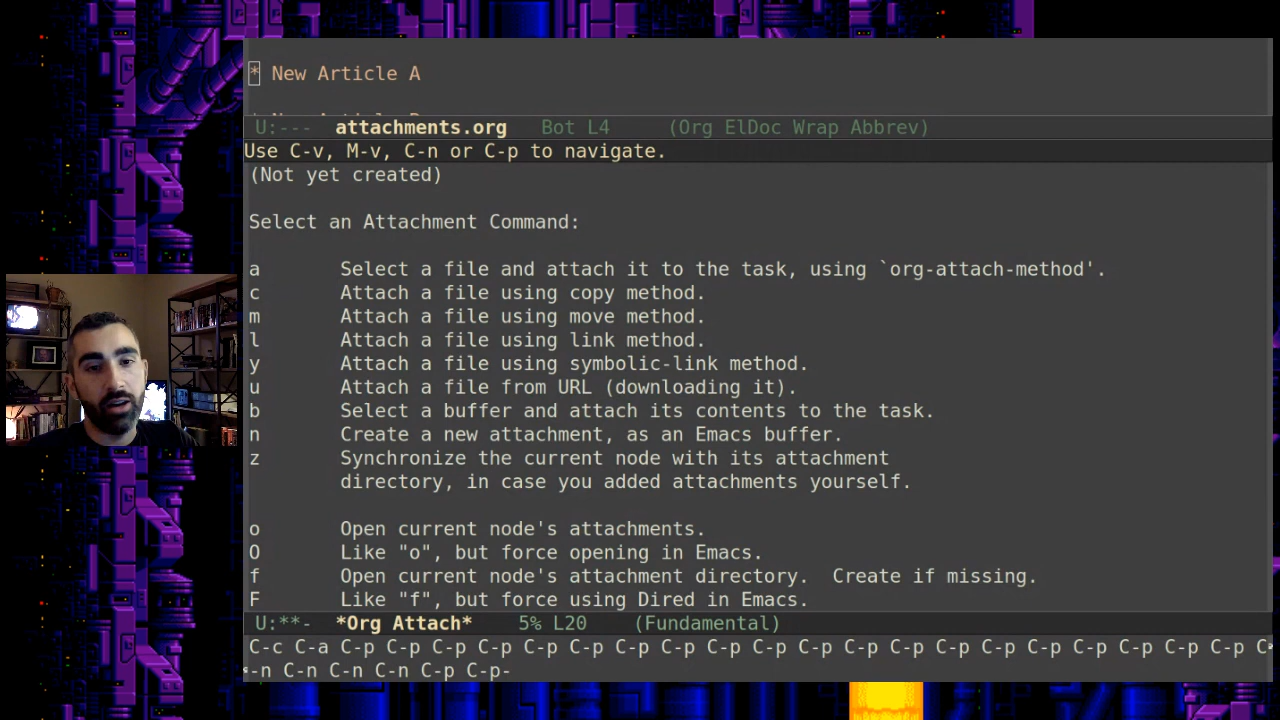 * New Article A
U:--- attachments.org Bot L4 (Org ElDoc Wrap Abbrev)
Use C-v, M-v, C-n or C-p to navigate.
(Not yet created)
Select an Attachment Command:
a Select a file and attach it to the task, using `org-attach-method'.
c Attach a file using copy method.
m Attach a file using move method.
l Attach a file using link method.
y Attach a file using symbolic-link method.
u Attach a file from URL (downloading it).
b Select a buffer and attach its contents to the task.
n Create a new attachment, as an Emacs buffer.
z Synchronize the current node with its attachment
directory, in case you added attachments yourself.
o Open current node's attachments.
O Like "o", but force opening in Emacs.
f Open current node's attachment directory. Create if missing.
F Like "f", but force using Dired in Emacs.
U:**- *Org Attach* 5% L20 (Fundamental)
C-c C-a C-p C-p C-p C-p C-p C-p C-p C-p C-p C-p C-p C-p C-p C-p C-p C-p C-p C-p C-p C-p C
-n C-n C-n C-n C-p C-p-